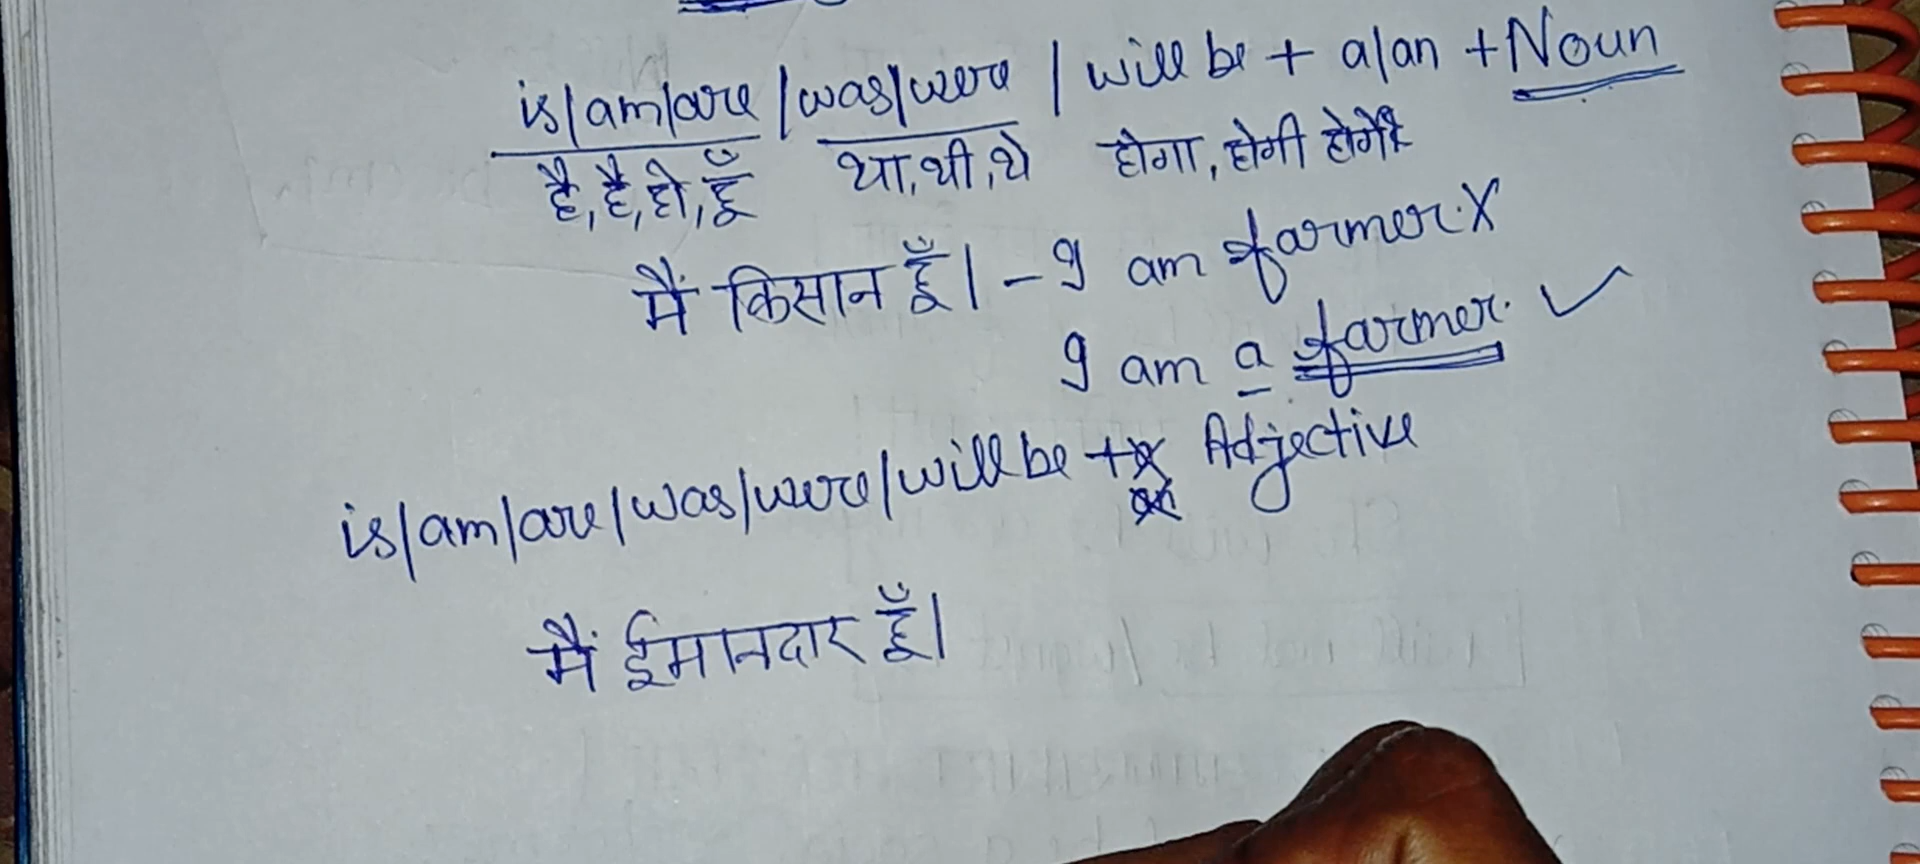 is/am/are/was/were/will be + a/an + Noun
है, हैं, हो, हूँ था, थी, थे होगा, होगी होगें
मैं किसान हूँ। - I am farmer. X
I am a farmer. ✓
is/am/are/was/were/will be + a an Adjective
मैं ईमानदार हूँ।